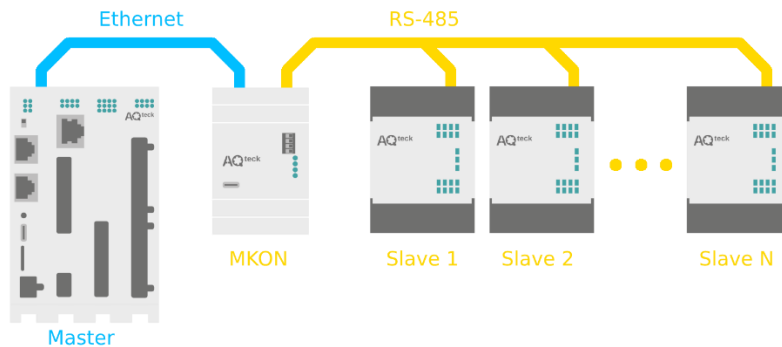 Ethernet
RS-485
AQteck
AQteck
AQteck
AQteck
AQteck
MKON
Slave 1
Slave 2
Slave N
Master